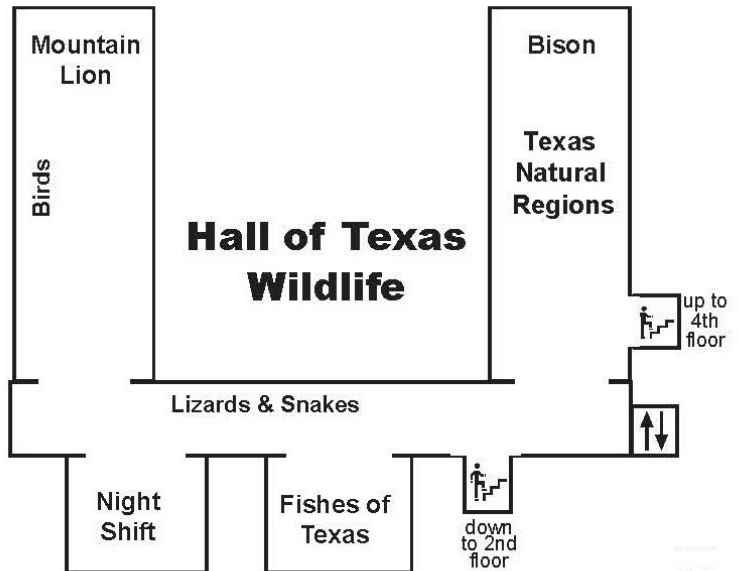 Mountain
Lion
Bison
Birds
Texas
Natural
Regions
Hall of Texas
Wildlife
up to
4th
floor
Lizards & Snakes
Night
Shift
Fishes of
Texas
down
to 2nd
floor